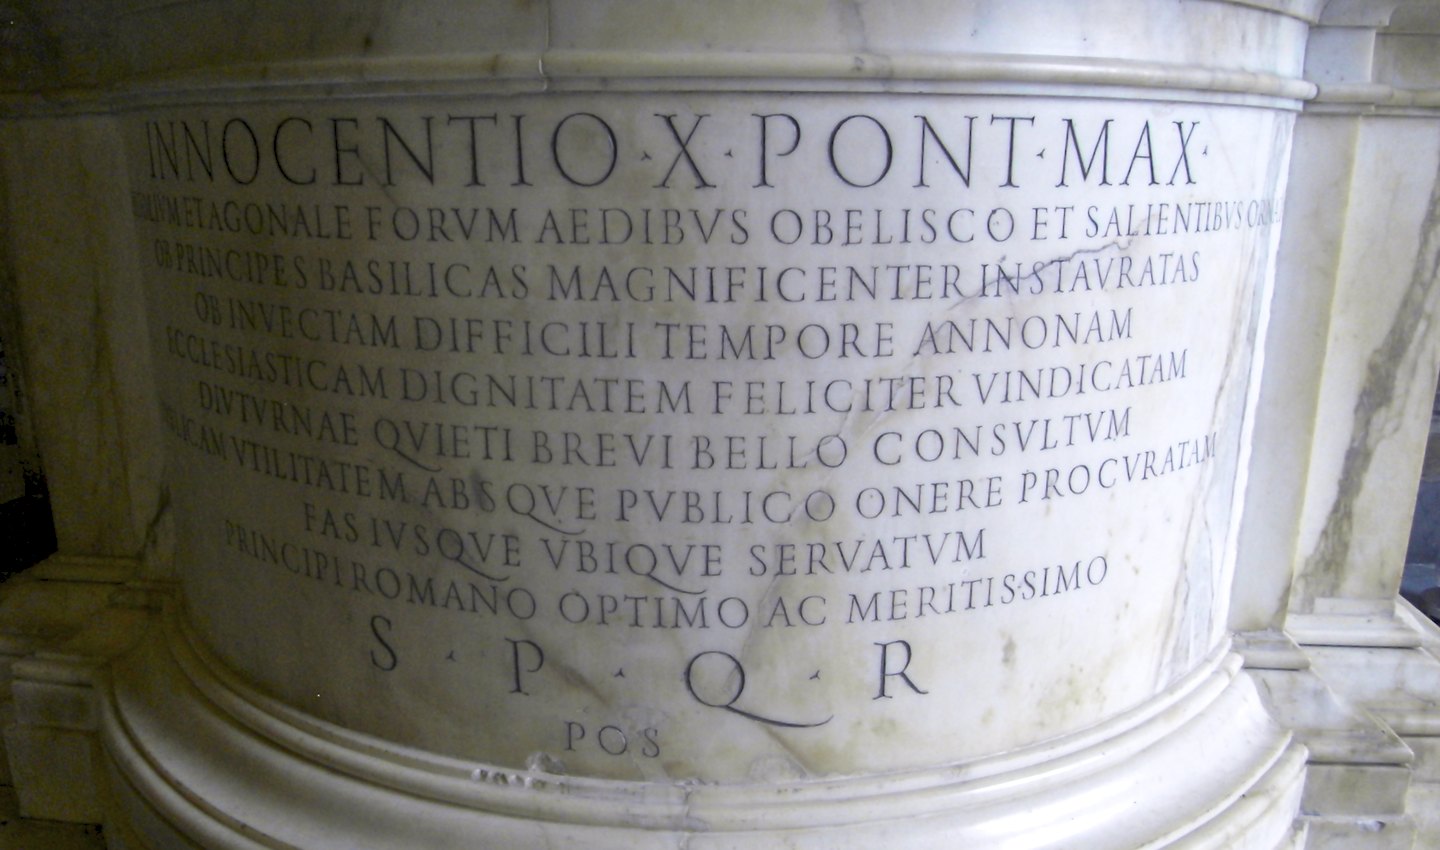 INNOCENTIO · X · PONT · MAX ·
METAGONALE FORVM AEDIBVS OBELISCO ET SALIENTIBVS
OB PRINCIPES BASILICAS MAGNIFICENTER INSTAVRATAS
OB INVECTAM DIFFICILI TEMPORE ANNONAM
ECCLESIASTICAM DIGNITATEM FELICITER VINDICATAM
DIVTVRNAE QVIETI BREVI BELLO CONSVLTVM
VTILITATEM ABSQVE PVBLICO ONERE PROCVRATAM
FAS IVSQVE VBIQVE SERVATVM
PRINCIPI ROMANO OPTIMO AC MERITISSIMO
S · P · Q · R
POS